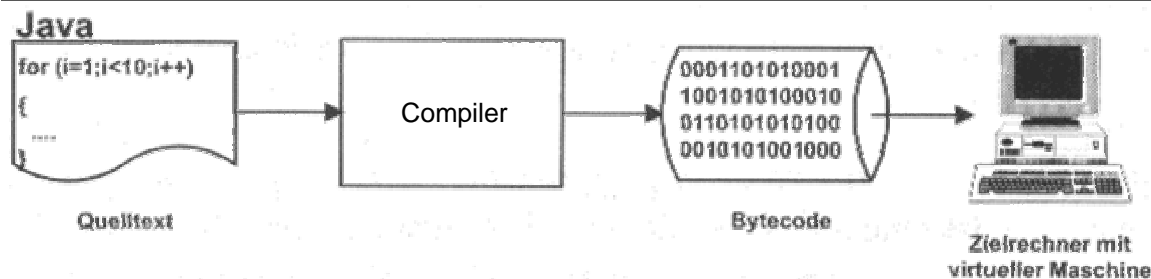 Java
for (i=1;i<10;i++)
{
....
}
Quelltext
Compiler
0001101010001
1001010100010
0110101010100
0010101001000
Bytecode
Zielrechner mit
virtueller Maschine